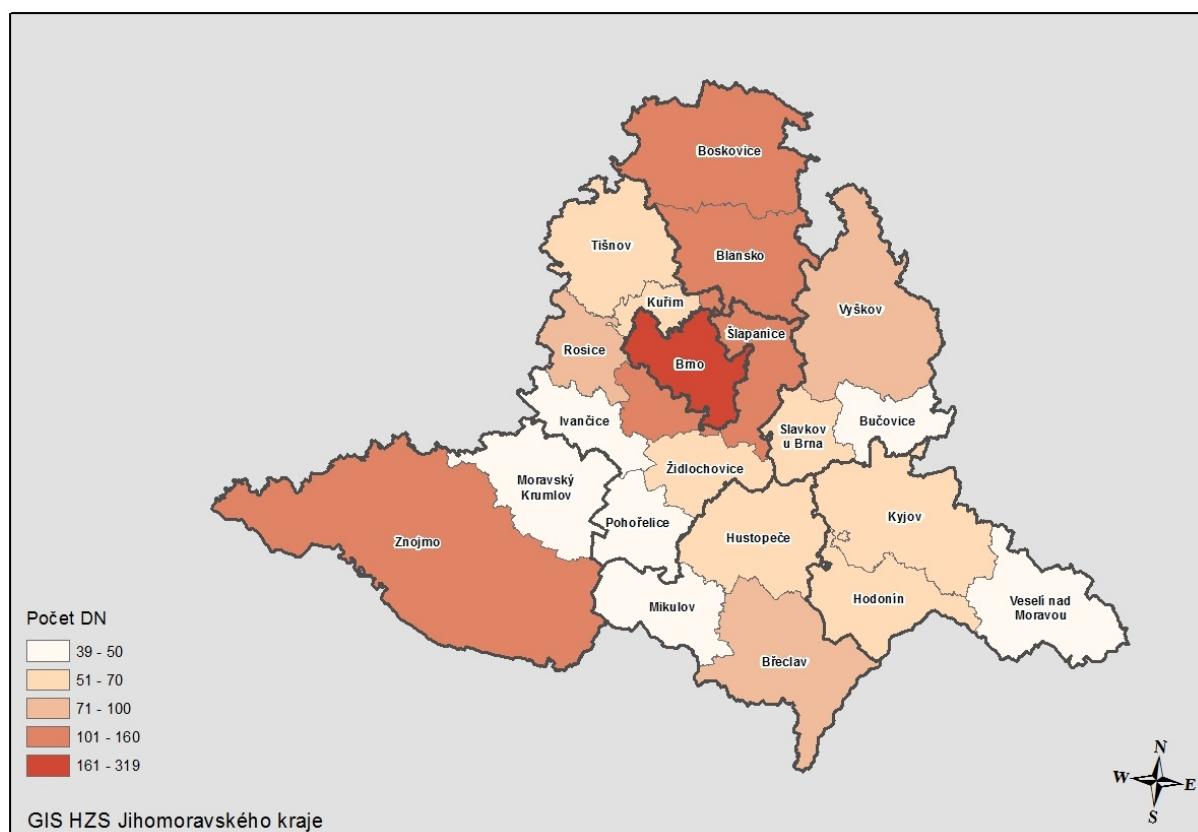 Boskovice
Tišnov
Blansko
Kuřim
Vyškov
Šlapanice
Rosice
Brno
Ivančice
Slavkov
u Brna
Bučovice
Židlochovice
Moravský
Krumlov
Pohořelice
Kyjov
Znojmo
Hustopeče
Mikulov
Hodonín
Veselí nad
Moravou
Břeclav
Počet DN
39 - 50
51 - 70
71 - 100
101 - 160
161 - 319
N
W
E
S
GIS HZS Jihomoravského kraje